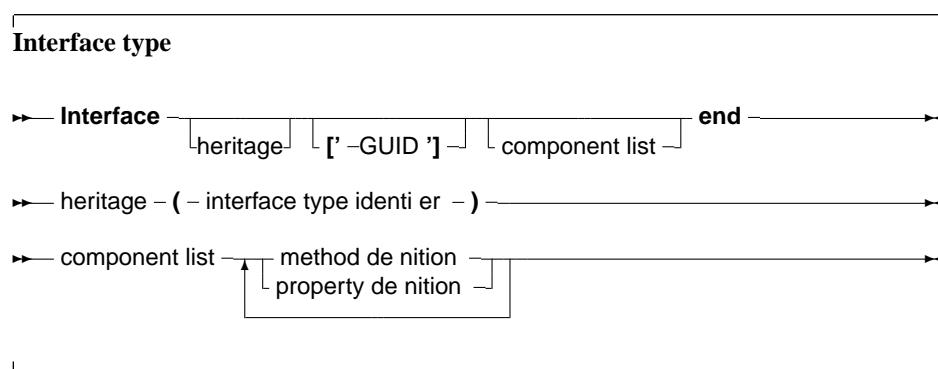 Interface type
Interface end
heritage [' GUID '] component list
heritage ( interface type identi er )
component list method de nition
property de nition